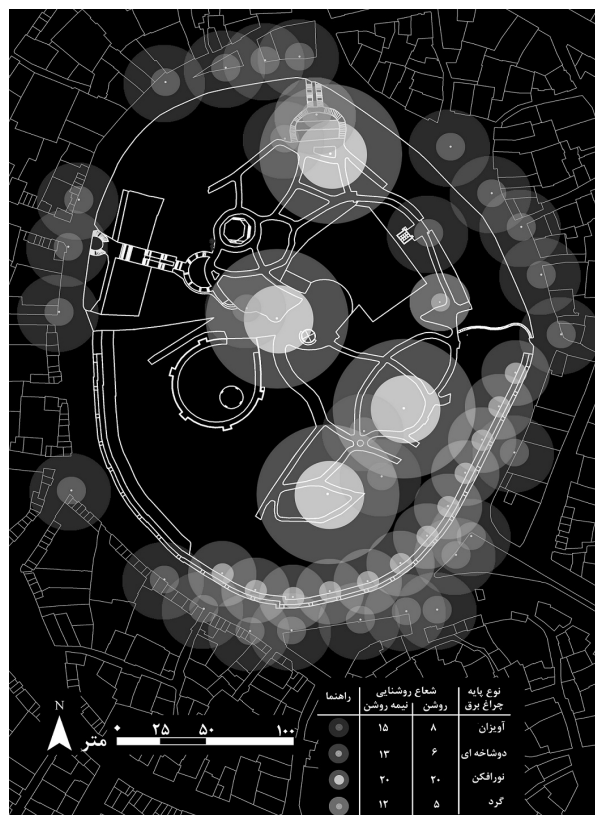 نوع پایه شعاع روشنایی راهنما
چراغ برق روشن نیمه روشن
آویزان ۸ ۱۵
دوشاخه ای ۶ ۱۳
نورافکن ۲۰ ۲۰
گرد ۵ ۱۲
N
۰ ۲۵ ۵۰ ۱۰۰
متر